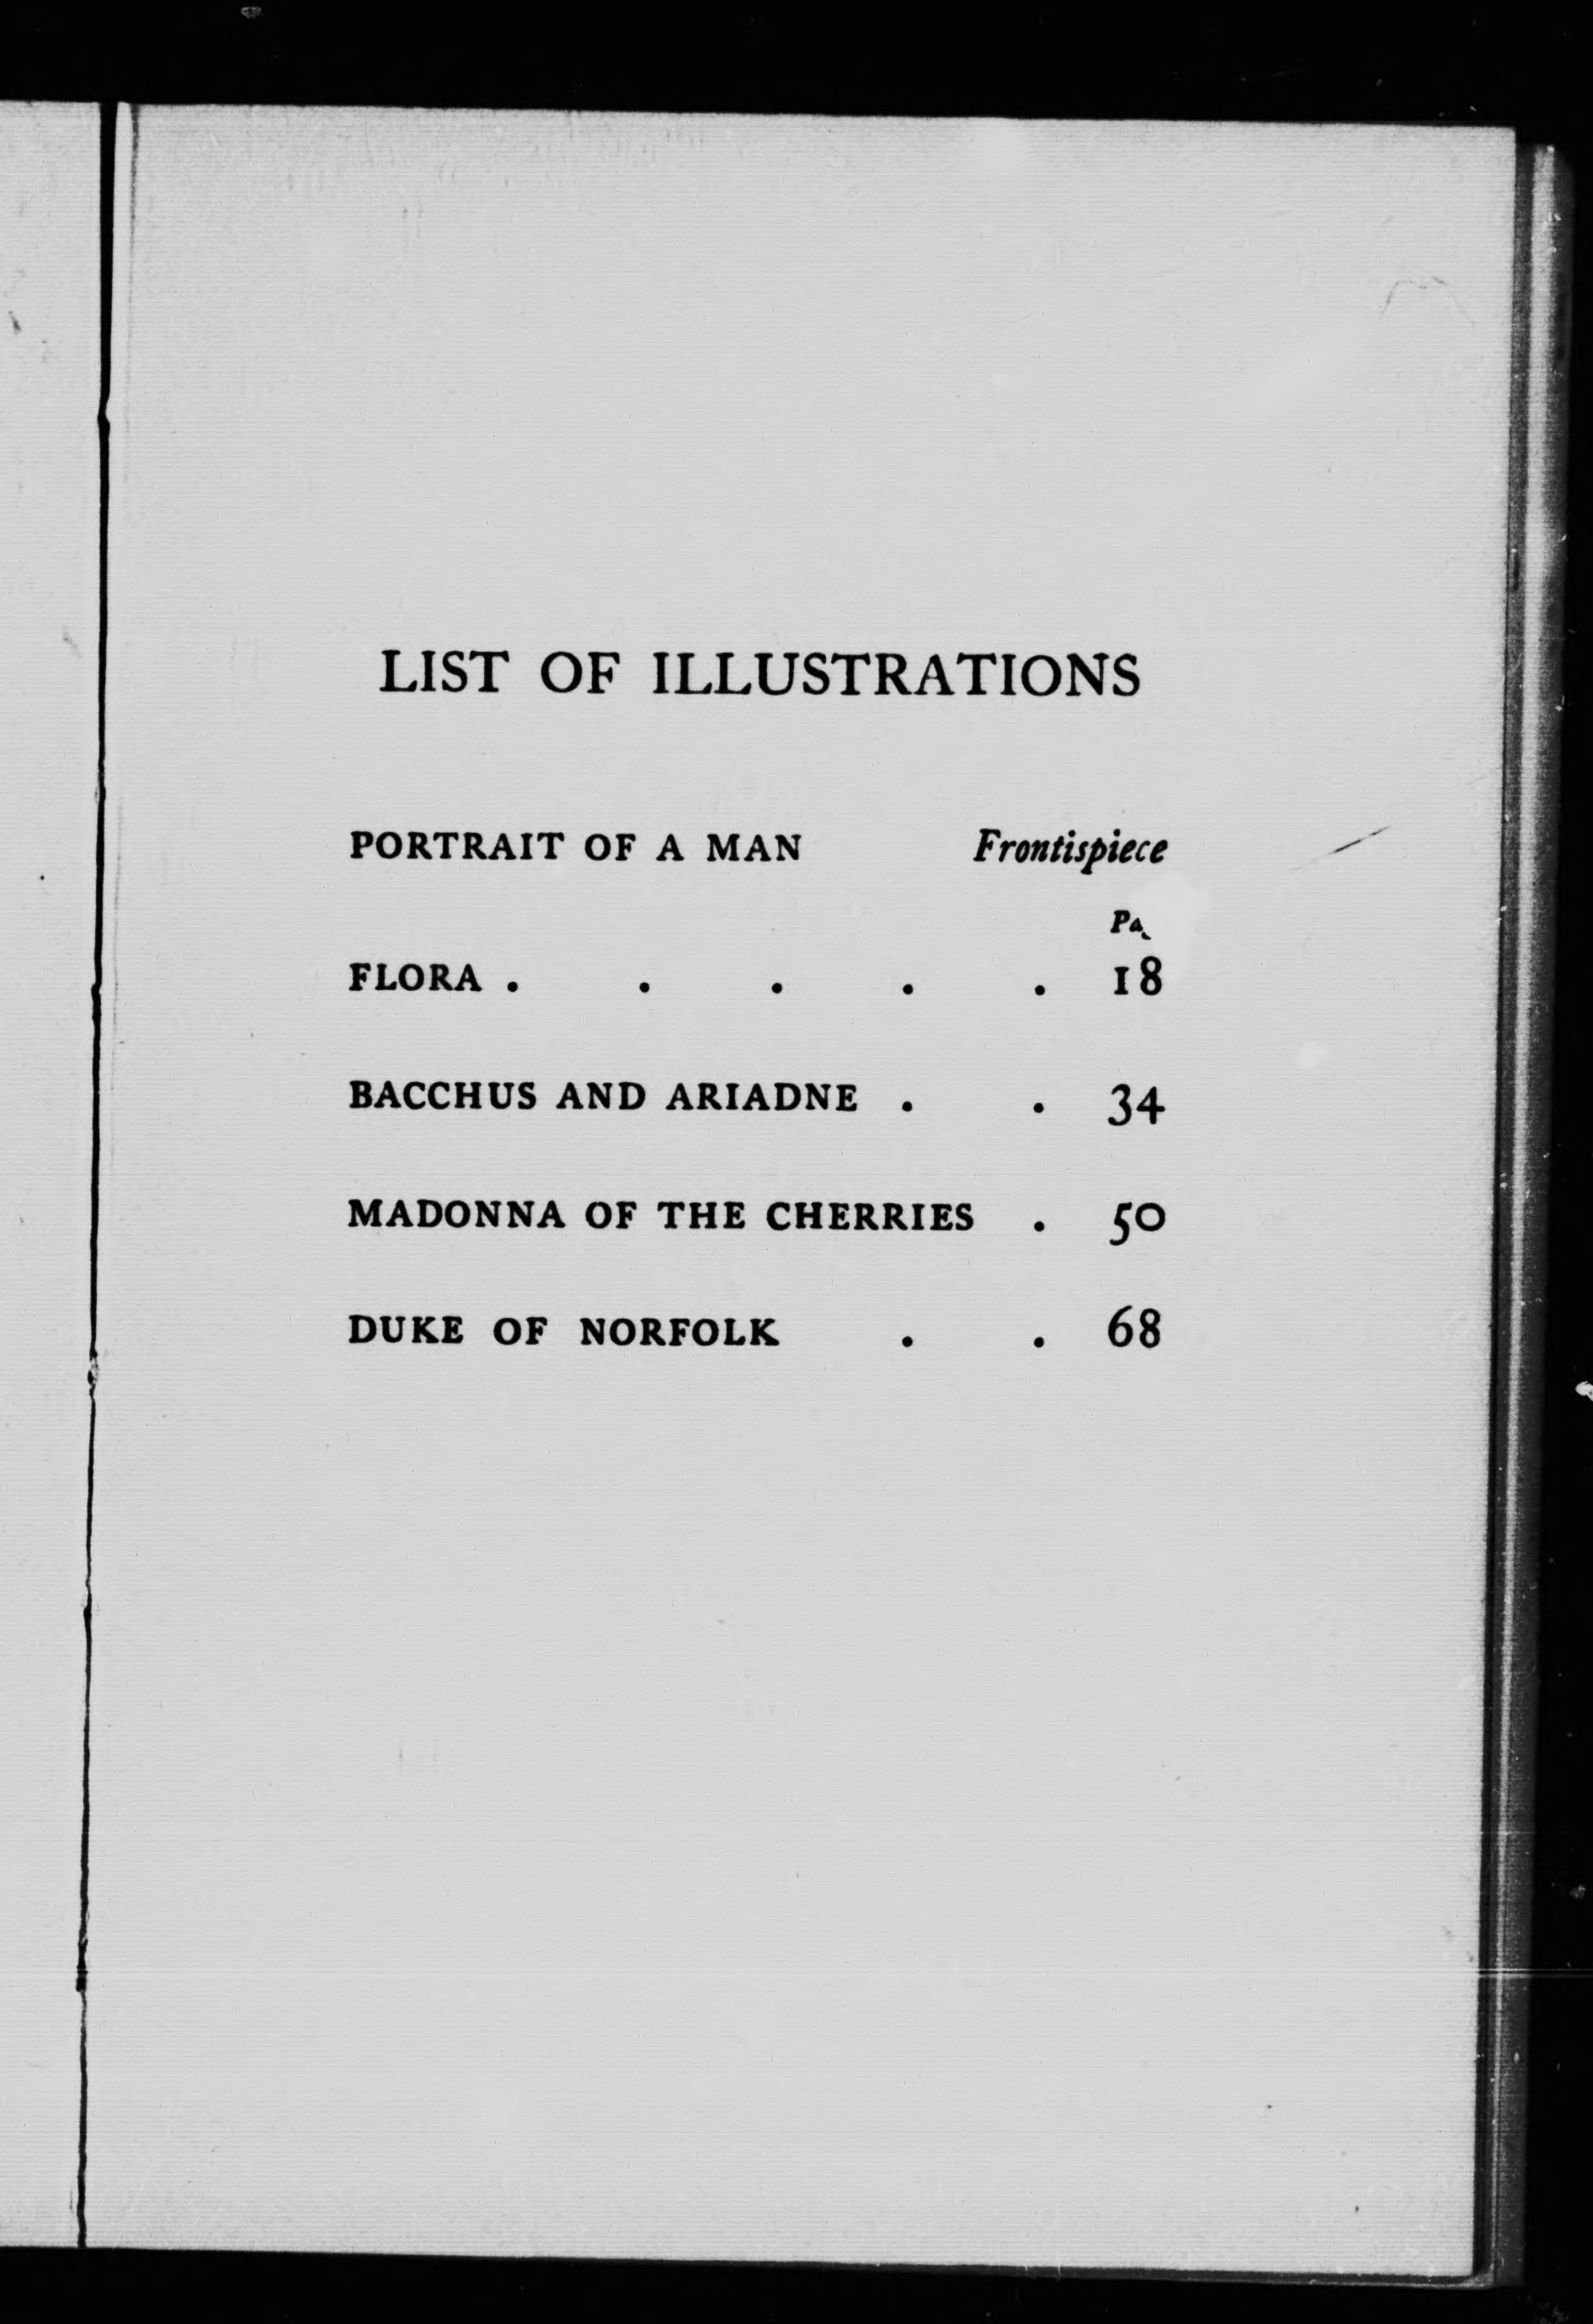 LIST OF ILLUSTRATIONS
PORTRAIT OF A MAN Frontispiece
FLORA . . . . . 18
BACCHUS AND ARIADNE . . 34
MADONNA OF THE CHERRIES . 50
DUKE OF NORFOLK . . 68